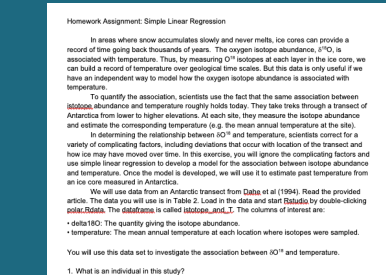 Homework Assignment: Simple Linear Regression
In areas where snow accumulates slowly and never melts, ice cores can provide a
record of time going back thousands of years. The oxygen isotope abundance, δ¹⁸O, is
associated with temperature. Thus, by measuring O¹⁸ isotopes at each layer in the ice core, we
can build a record of temperature over geological time scales. But this data is only useful if we
have an independent way to model how the oxygen isotope abundance is associated with
temperature.
To quantify the association, scientists use the fact that the same association between
istotope abundance and temperature roughly holds today. They take treks through a transect of
Antarctica from lower to higher elevations. At each site, they measure the isotope abundance
and estimate the corresponding temperature (e.g. the mean annual temperature at the site).
In determining the relationship between δO¹⁸ and temperature, scientists correct for a
variety of complicating factors, including deviations that occur with location of the transect and
how ice may have moved over time. In this exercise, you will ignore the complicating factors and
use simple linear regression to develop a model for the association between isotope abundance
and temperature. Once the model is developed, we will use it to estimate past temperature from
an ice core measured in Antarctica.
We will use data from an Antarctic transect from Dahe et al (1994). Read the provided
article. The data you will use is in Table 2. Load in the data and start Rstudio by double-clicking
polar.Rdata. The dataframe is called istotope_and_T. The columns of interest are:
• delta18O: The quantity giving the isotope abundance.
• temperature: The mean annual temperature at each location where isotopes were sampled.
You will use this data set to investigate the association between δO¹⁸ and temperature.
1. What is an individual in this study?